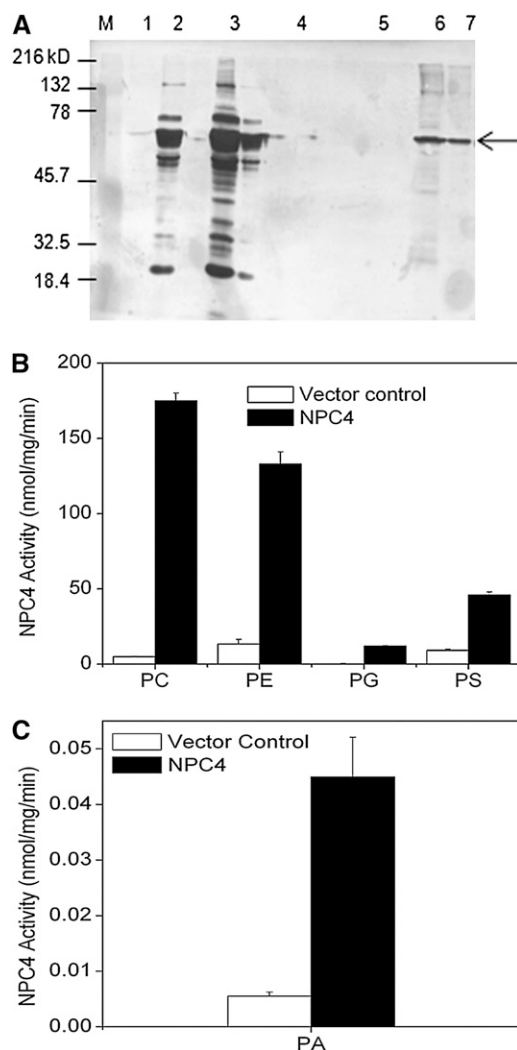 A
M 1 2 3 4 5 6 7
216 kD
132
78
45.7
32.5
18.4
B
200
150
100
50
0
NPC4 Activity (nmol/mg/min)
Vector control
NPC4
PC PE PG PS
C
0.05
0.04
0.03
0.02
0.01
0.00
NPC4 Activity (nmol/mg/min)
Vector Control
NPC4
PA